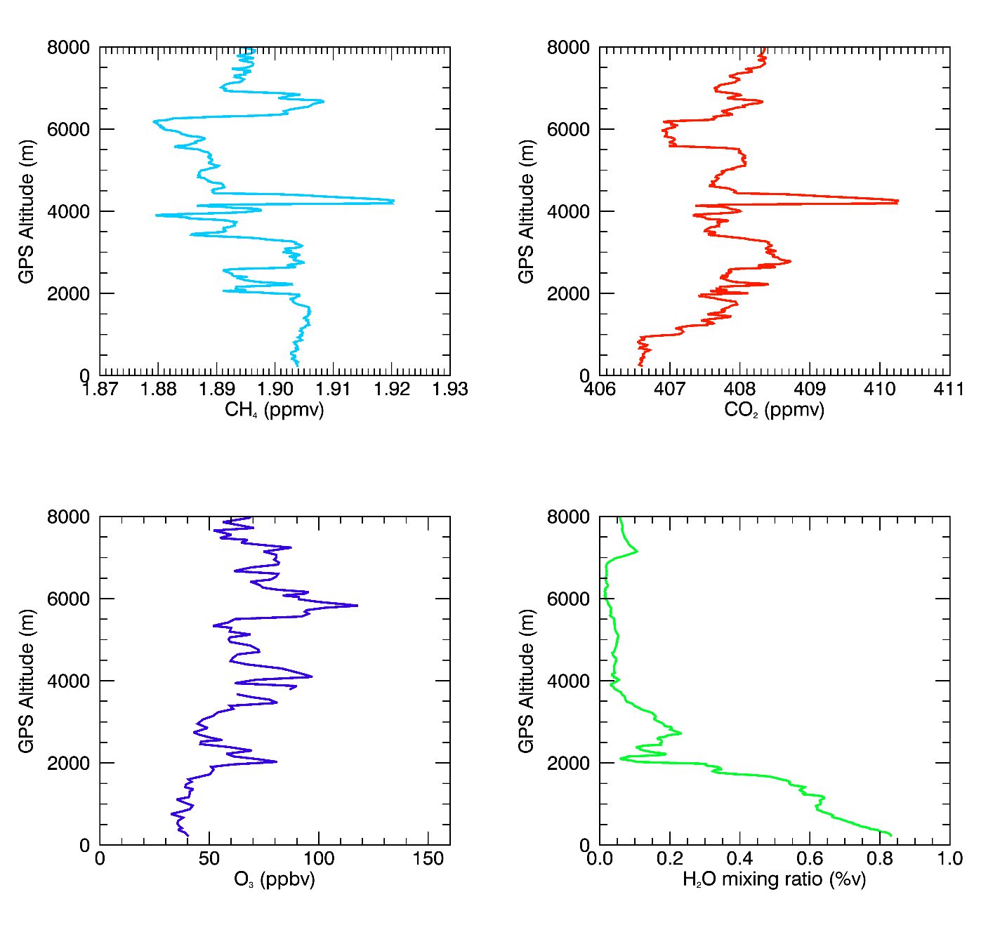 8000
6000
4000
2000
0
GPS Altitude (m)
1.87 1.88 1.89 1.90 1.91 1.92 1.93
CH₄ (ppmv)
8000
6000
4000
2000
0
GPS Altitude (m)
406 407 408 409 410 411
CO₂ (ppmv)
8000
6000
4000
2000
0
GPS Altitude (m)
0 50 100 150
O₃ (ppbv)
8000
6000
4000
2000
0
GPS Altitude (m)
0.0 0.2 0.4 0.6 0.8 1.0
H₂O mixing ratio (%v)